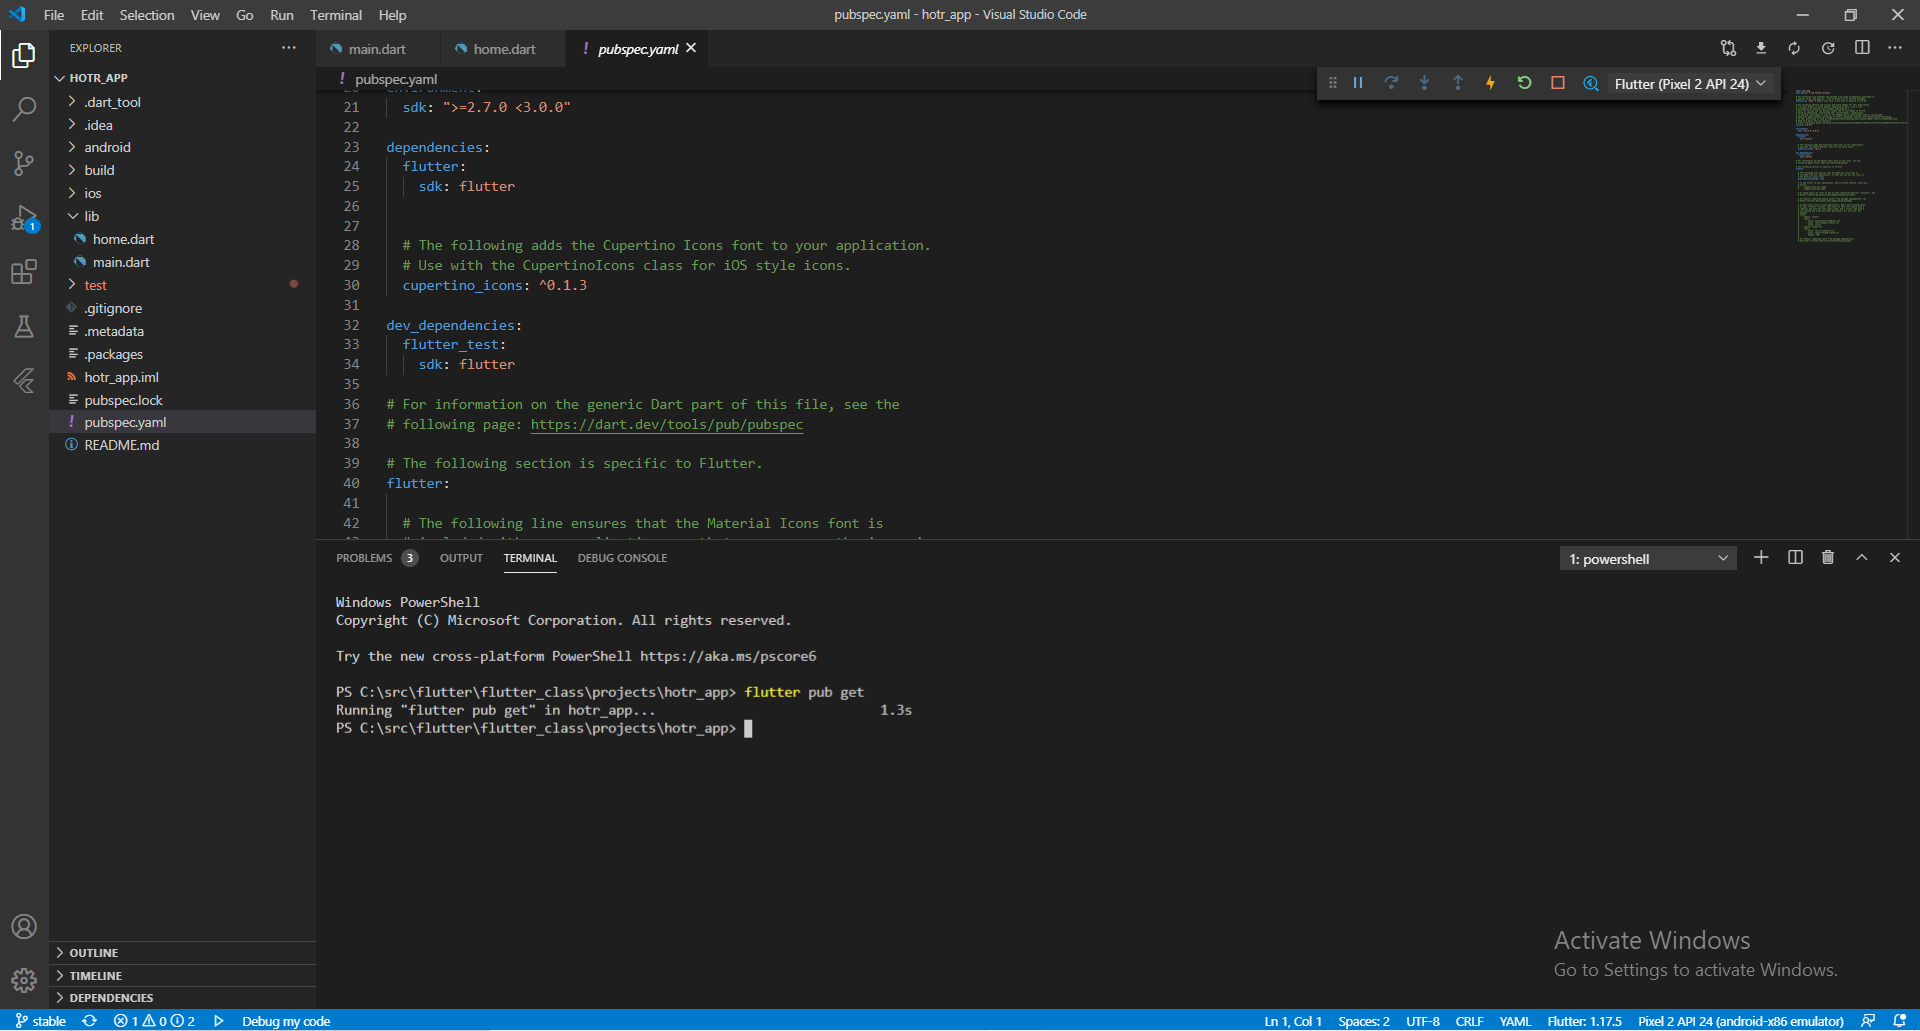 File Edit Selection View Go Run Terminal Help
pubspec.yaml - hotr_app - Visual Studio Code
EXPLORER
HOTR_APP
.dart_tool
.idea
android
build
ios
lib
home.dart
main.dart
test
.gitignore
.metadata
.packages
hotr_app.iml
pubspec.lock
pubspec.yaml
README.md
OUTLINE
TIMELINE
DEPENDENCIES
1
main.dart home.dart ! pubspec.yaml
! pubspec.yaml
Flutter (Pixel 2 API 24)
21 sdk: ">=2.7.0 <3.0.0"
22
23 dependencies:
24 flutter:
25 sdk: flutter
26
27
28 # The following adds the Cupertino Icons font to your application.
29 # Use with the CupertinoIcons class for iOS style icons.
30 cupertino_icons: ^0.1.3
31
32 dev_dependencies:
33 flutter_test:
34 sdk: flutter
35
36 # For information on the generic Dart part of this file, see the
37 # following page: https://dart.dev/tools/pub/pubspec
38
39 # The following section is specific to Flutter.
40 flutter:
41
42 # The following line ensures that the Material Icons font is
PROBLEMS 3 OUTPUT TERMINAL DEBUG CONSOLE
1: powershell
Windows PowerShell
Copyright (C) Microsoft Corporation. All rights reserved.
Try the new cross-platform PowerShell https://aka.ms/pscore6
PS C:\src\flutter\flutter_class\projects\hotr_app> flutter pub get
Running "flutter pub get" in hotr_app... 1.3s
PS C:\src\flutter\flutter_class\projects\hotr_app>
Activate Windows
Go to Settings to activate Windows.
stable 1 0 2 Debug my code
Ln 1, Col 1 Spaces: 2 UTF-8 CRLF YAML Flutter: 1.17.5 Pixel 2 API 24 (android-x86 emulator)